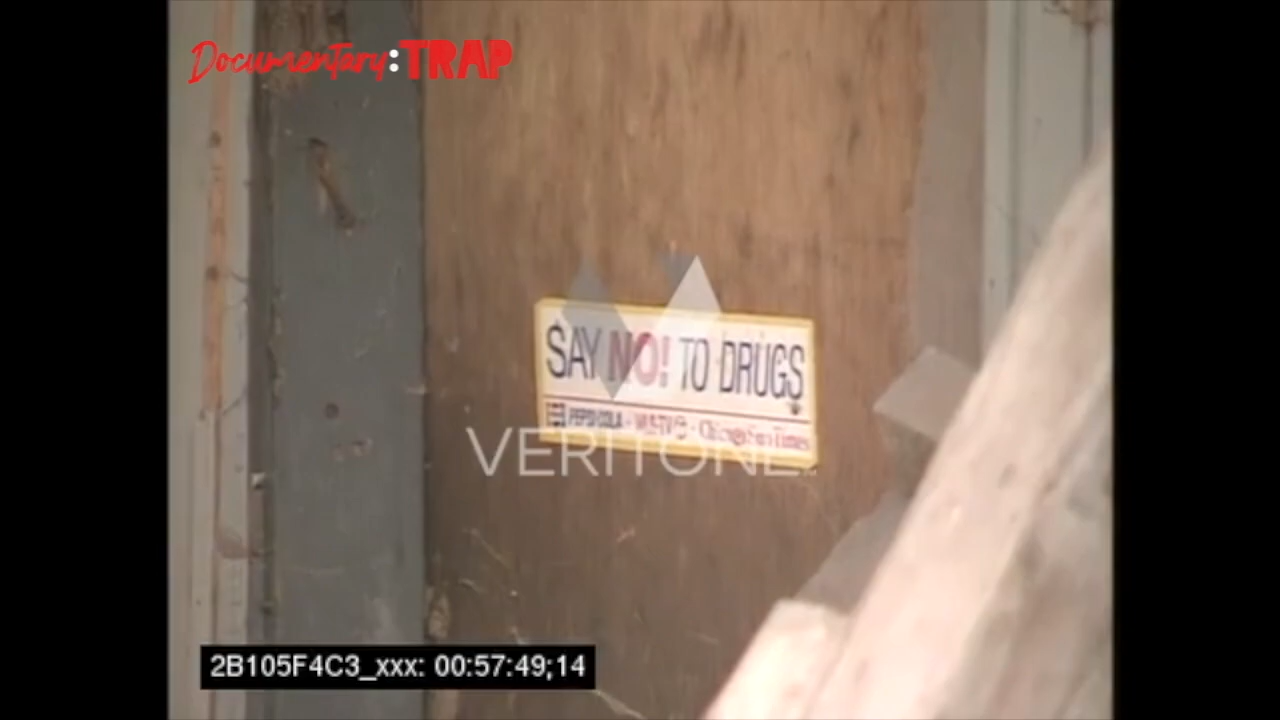 Documentary:TRAP
SAY NO! TO DRUGS
PEPSI COLA · · Chicago Sun-Times
VERITONE
2B105F4C3_xxx: 00:57:49;14